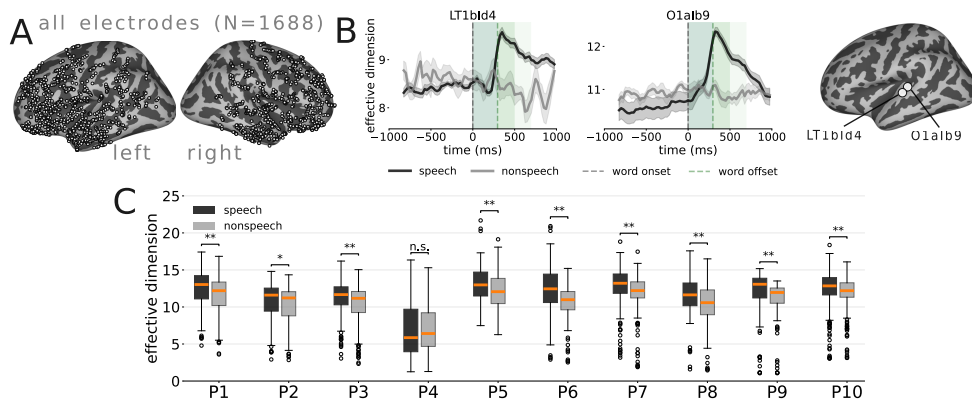 A
all electrodes (N=1688)
left right
B
LT1bld4
effective dimension
9
8
−1000 −500 0 500 1000
time (ms)
O1aIb9
12
11
−1000 −500 0 500 1000
time (ms)
LT1bld4 O1aIb9
speech nonspeech word onset word offset
C
effective dimension
25
20
15
10
5
0
speech
nonspeech
** * ** n.s. ** ** ** ** ** **
P1 P2 P3 P4 P5 P6 P7 P8 P9 P10